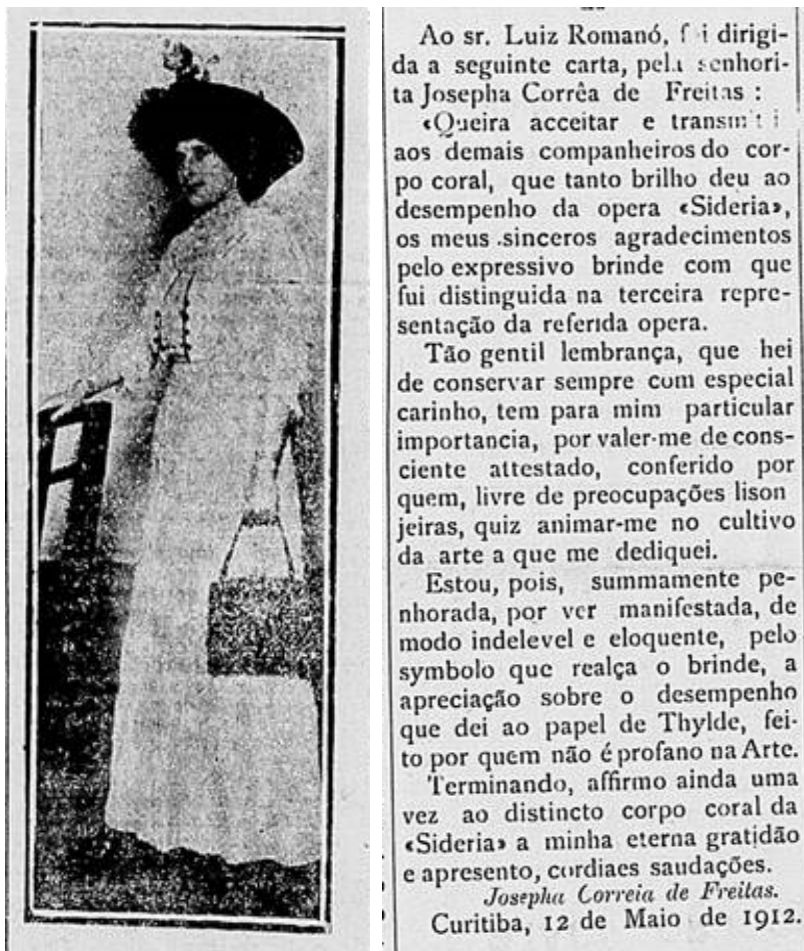 Ao sr. Luiz Romanó, foi dirigi-
da a seguinte carta, pela senhori-
ta Josepha Corrêa de Freitas :
«Queira acceitar e transmitti
aos demais companheiros do cor-
po coral, que tanto brilho deu ao
desempenho da opera «Sideria»,
os meus sinceros agradecimentos
pelo expressivo brinde com que
fui distinguida na terceira repre-
sentação da referida opera.
Tão gentil lembrança, que hei
de conservar sempre com especial
carinho, tem para mim particular
importancia, por valer-me de cons-
ciente attestado, conferido por
quem, livre de preocupações lison
jeiras, quiz animar-me no cultivo
da arte a que me dediquei.
Estou, pois, summamente pe-
nhorada, por ver manifestada, de
modo indelevel e eloquente, pelo
symbolo que realça o brinde, a
apreciação sobre o desempenho
que dei ao papel de Thylde, fei-
to por quem não é profano na Arte.
Terminando, affirmo ainda uma
vez ao distincto corpo coral da
«Sideria» a minha eterna gratidão
e apresento, cordiaes saudações.
Josepha Correia de Freitas.
Curitiba, 12 de Maio de 1912.